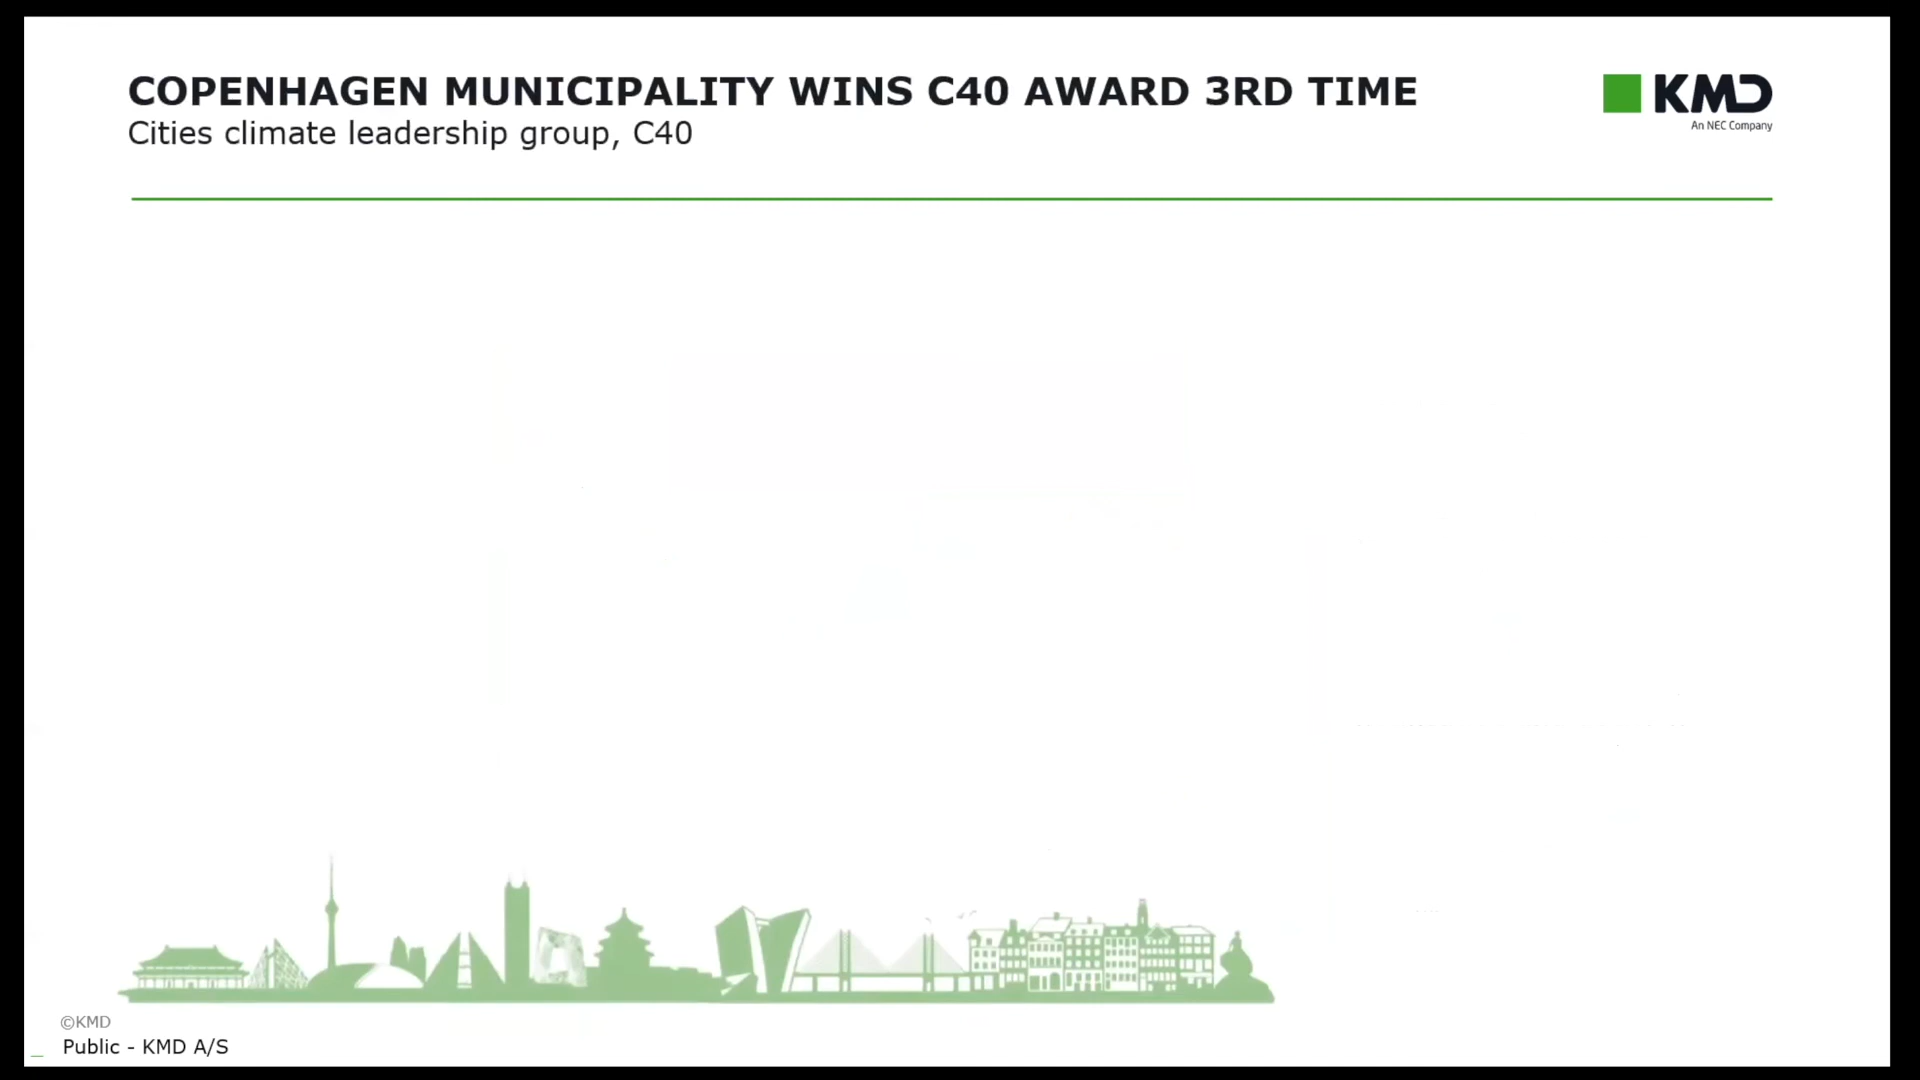 COPENHAGEN MUNICIPALITY WINS C40 AWARD 3RD TIME
Cities climate leadership group, C40
KMD
An NEC Company
©KMD
Public - KMD A/S